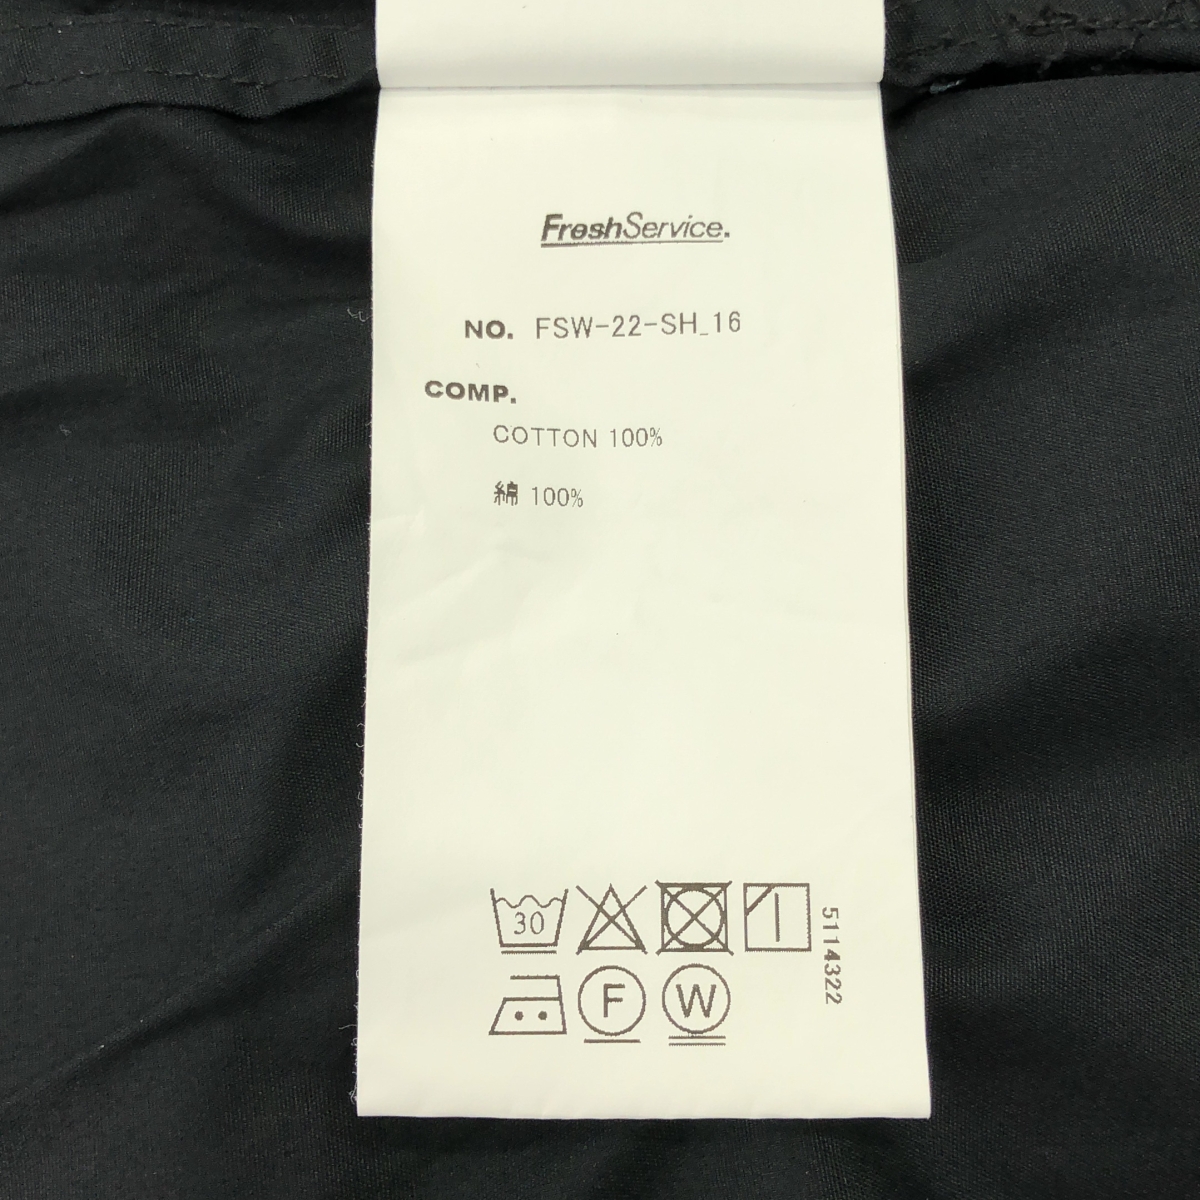 FreshService.
NO. FSW-22-SH_16
COMP.
COTTON 100%
綿 100%
30
5114322
F
W